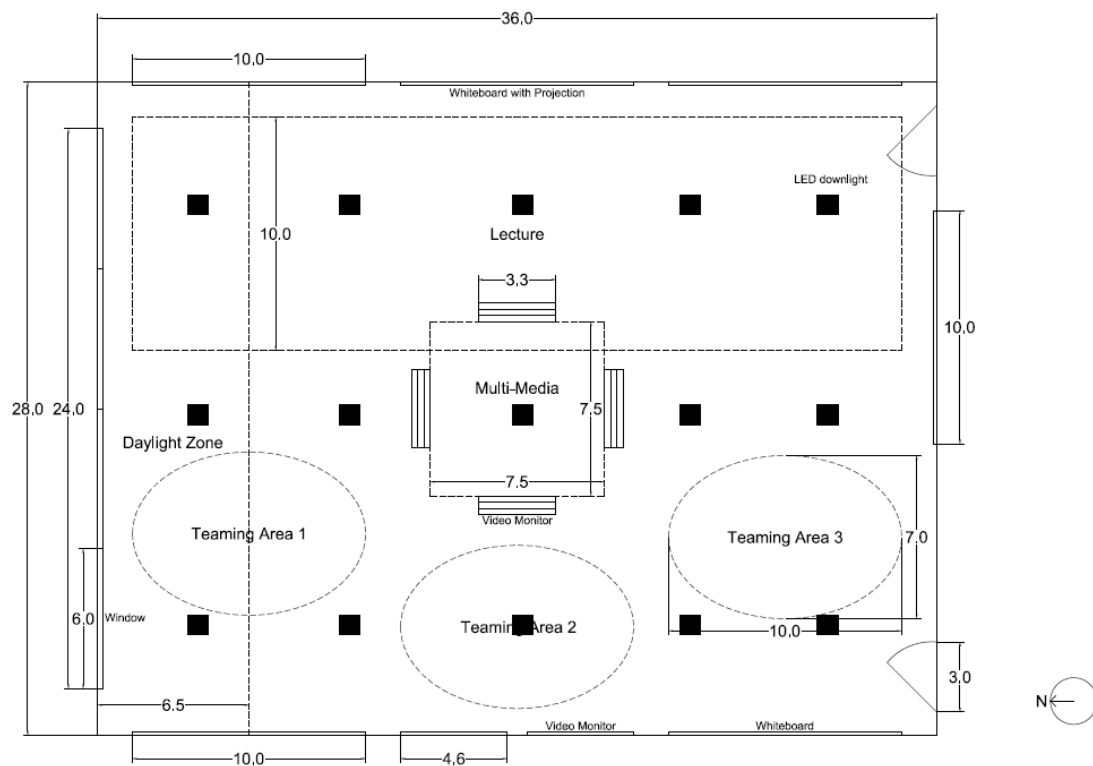 36,0
10,0
Whiteboard with Projection
LED downlight
10,0
Lecture
3,3
10,0
Multi-Media
28,0
24,0
7,5
Daylight Zone
7.5
Video Monitor
Teaming Area 1
Teaming Area 3
7,0
6,0
Window
Teaming Area 2
10,0
3,0
6.5
N
Video Monitor
Whiteboard
10,0
4,6